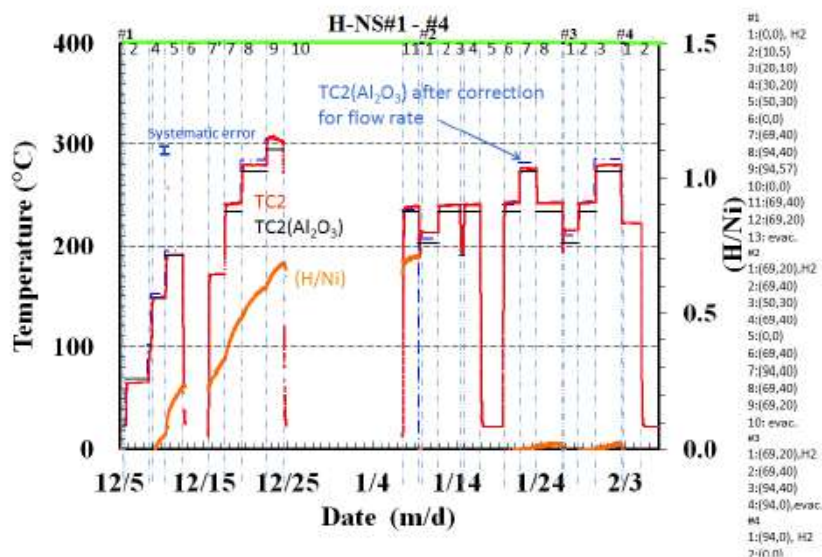 H-NS#1 - #4
#1 #2 #3 #4
2 4 5 6 7' 7 8 9 10 11 1 2 3 4 5 6 7 8 1 2 3 1 2
400
300
200
100
0
Temperature (°C)
1.5
1.0
0.5
0.0
(H/Ni)
Systematic error
TC2(Al₂O₃) after correction
for flow rate
TC2
TC2(Al₂O₃)
(H/Ni)
12/5 12/15 12/25 1/4 1/14 1/24 2/3
Date (m/d)
#1
1:(0,0), H2
2:(10,5)
3:(20,10)
4:(30,20)
5:(50,30)
6:(0,0)
7:(69,40)
8:(94,40)
9:(94,57)
10:(0,0)
11:(69,40)
12:(69,20)
13: evac.
#2
1:(69,20),H2
2:(69,40)
3:(50,30)
4:(69,40)
5:(0,0)
6:(69,40)
7:(94,40)
8:(69,40)
9:(69,20)
10: evac.
#3
1:(69,20),H2
2:(69,40)
3:(94,40)
4:(94,0),evac.
#4
1:(94,0), H2
2:(0,0)